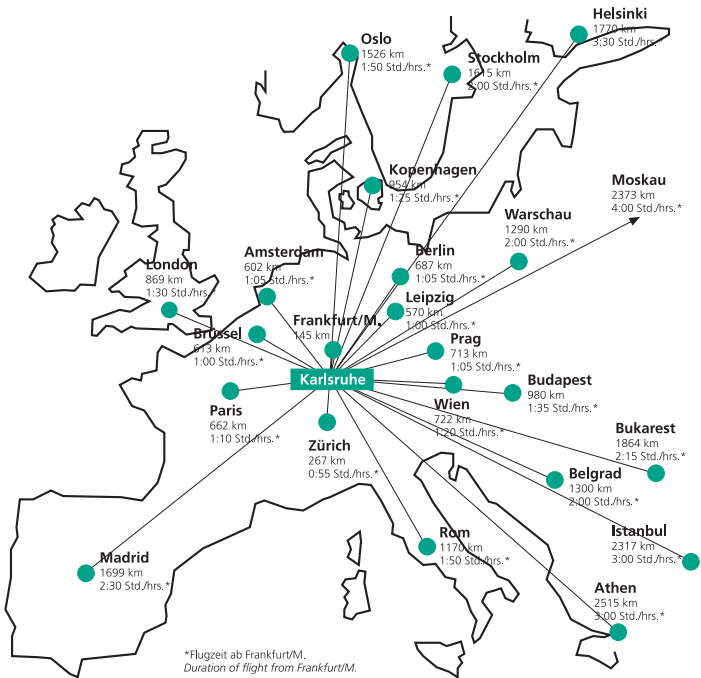 Helsinki
1770 km
3:30 Std./hrs.*
Oslo
1526 km
1:50 Std./hrs.*
Stockholm
1615 km
2:00 Std./hrs.*
Kopenhagen
954 km
1:25 Std./hrs.*
Moskau
2373 km
4:00 Std./hrs.*
Warschau
1290 km
2:00 Std./hrs.*
Amsterdam
602 km
1:05 Std./hrs.*
Berlin
687 km
1:05 Std./hrs.*
London
869 km
1:30 Std./hrs.*
Leipzig
570 km
1:00 Std./hrs.*
Frankfurt/M.
145 km
Brüssel
613 km
1:00 Std./hrs.*
Prag
713 km
1:05 Std./hrs.*
Karlsruhe
Budapest
980 km
1:35 Std./hrs.*
Paris
662 km
1:10 Std./hrs.*
Wien
722 km
1:20 Std./hrs.*
Bukarest
1864 km
2:15 Std./hrs.*
Zürich
267 km
0:55 Std./hrs.*
Belgrad
1300 km
2:00 Std./hrs.*
Rom
1170 km
1:50 Std./hrs.*
Istanbul
2317 km
3:00 Std./hrs.*
Madrid
1699 km
2:30 Std./hrs.*
Athen
2515 km
3:00 Std./hrs.*
*Flugzeit ab Frankfurt/M.
Duration of flight from Frankfurt/M.